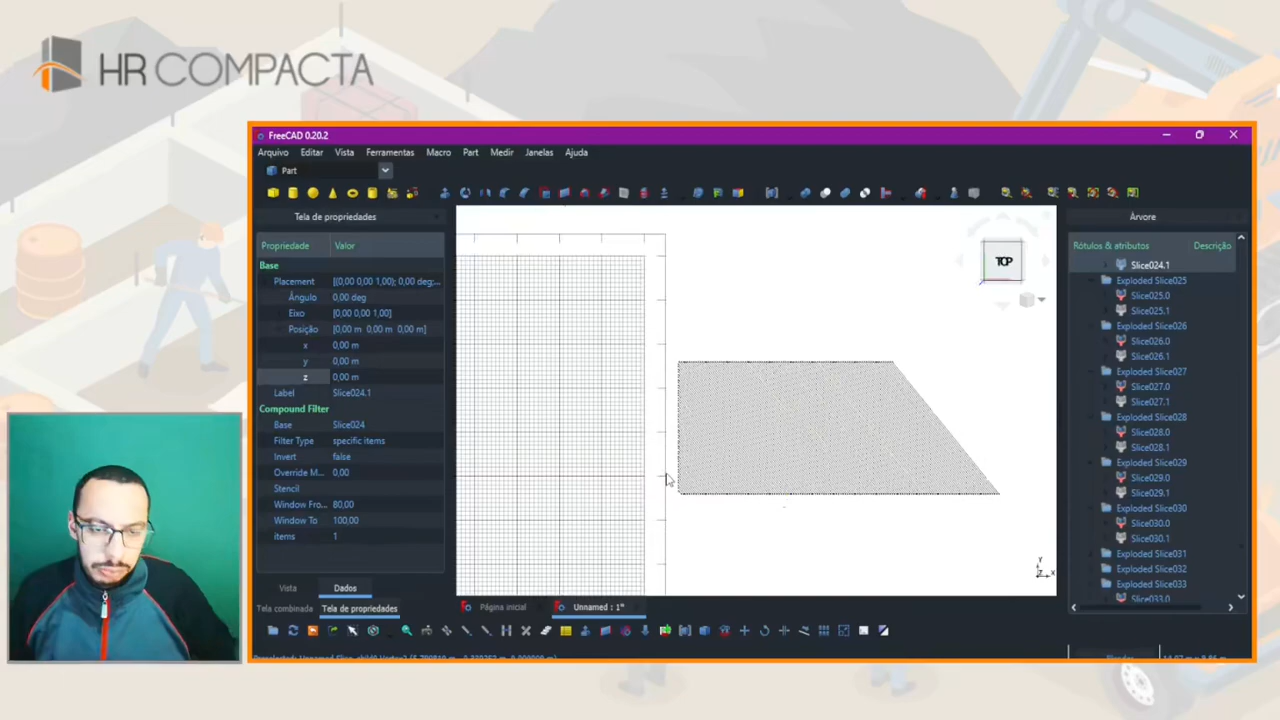 HR COMPACTA
FreeCAD 0.20.2
Arquivo Editar Vista Ferramentas Macro Part Medir Janelas Ajuda
Part
Tela de propriedades
Propriedade Valor
Base
Placement [(0,00 0,00 1,00); 0,00 deg;...
Ângulo 0,00 deg
Eixo [0,00 0,00 1,00]
Posição [0,00 m 0,00 m 0,00 m]
x 0,00 m
y 0,00 m
z 0,00 m
Label Slice024.1
Compound Filter
Base Slice024
Filter Type specific items
Invert false
Override M... 0,00
Stencil
Window Fro... 80,00
Window To 100,00
items 1
Vista Dados
Tela combinada Tela de propriedades
TOP
Y
Z X
Página inicial Unnamed : 1*
Árvore
Rótulos & atributos Descrição
Slice024.1
Exploded Slice025
Slice025.0
Slice025.1
Exploded Slice026
Slice026.0
Slice026.1
Exploded Slice027
Slice027.0
Slice027.1
Exploded Slice028
Slice028.0
Slice028.1
Exploded Slice029
Slice029.0
Slice029.1
Exploded Slice030
Slice030.0
Slice030.1
Exploded Slice031
Exploded Slice032
Exploded Slice033
Slice033.0